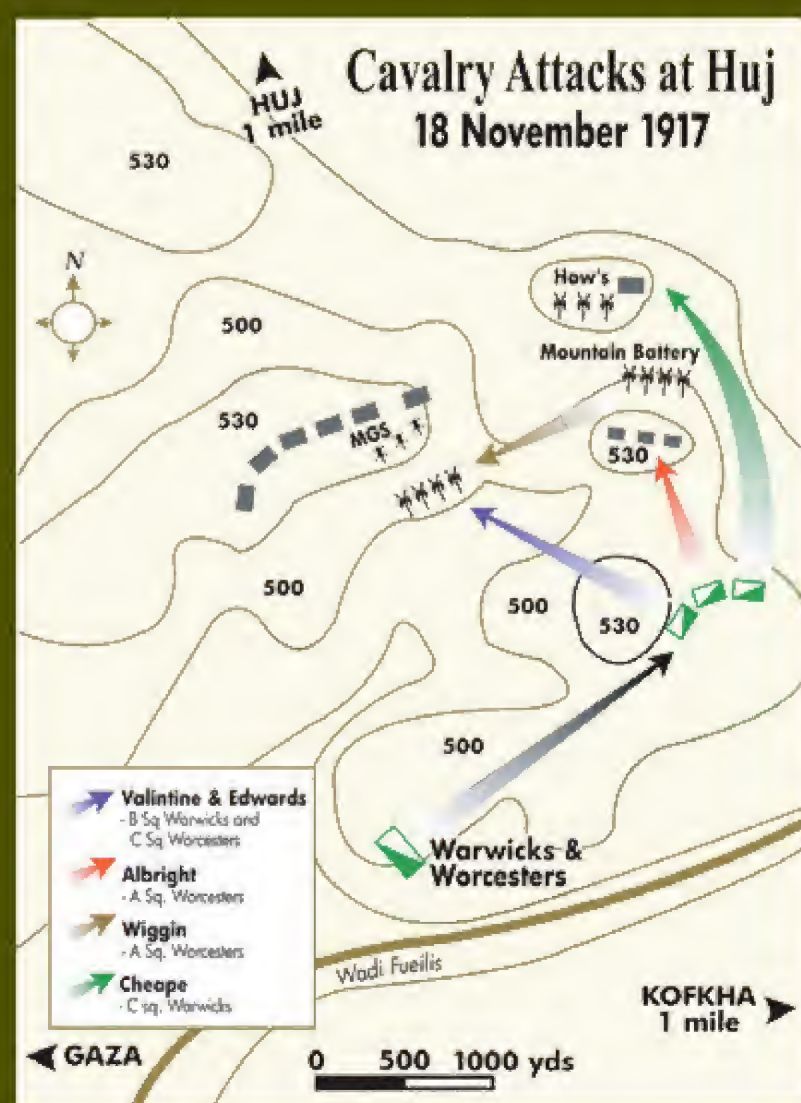 Cavalry Attacks at Huj
18 November 1917
HUJ
1 mile
530
N
How's
500
Mountain Battery
530
MGS
530
500
500
530
500
Valintine & Edwards
- B Sq Warwicks and
C Sq Worcesters
Albright
- A Sq. Worcesters
Wiggin
- A Sq. Worcesters
Cheape
- C sq. Warwicks
Warwicks &
Worcesters
Wadi Fueilis
KOFKHA
1 mile
GAZA
0 500 1000 yds